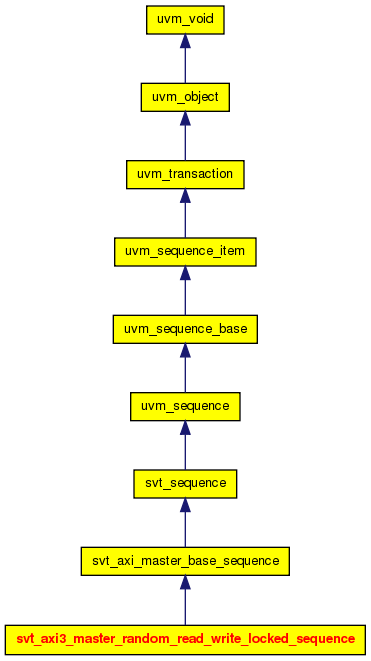 uvm_void
uvm_object
uvm_transaction
uvm_sequence_item
uvm_sequence_base
uvm_sequence
svt_sequence
svt_axi_master_base_sequence
svt_axi3_master_random_read_write_locked_sequence